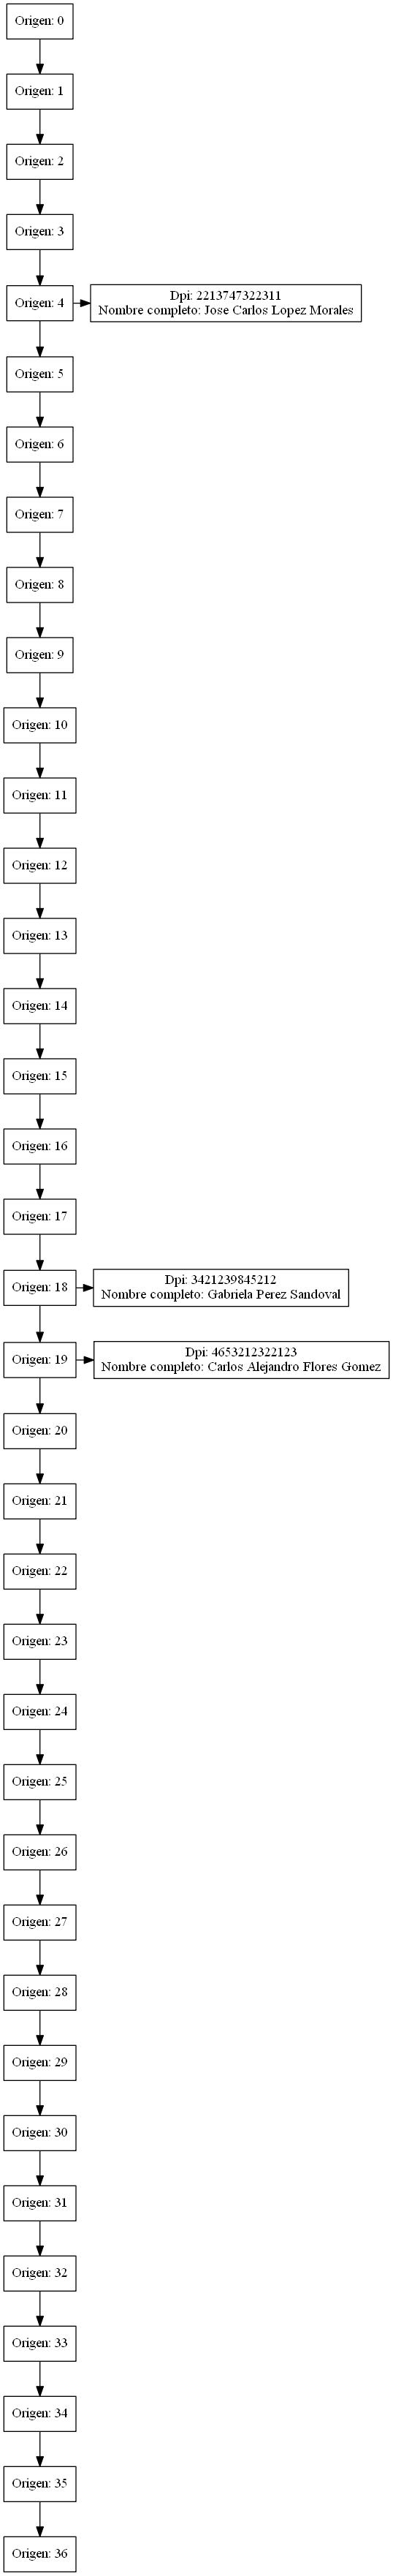 Origen: 0
Origen: 1
Origen: 2
Origen: 3
Origen: 4
Dpi: 2213747322311
Nombre completo: Jose Carlos Lopez Morales
Origen: 5
Origen: 6
Origen: 7
Origen: 8
Origen: 9
Origen: 10
Origen: 11
Origen: 12
Origen: 13
Origen: 14
Origen: 15
Origen: 16
Origen: 17
Origen: 18
Dpi: 3421239845212
Nombre completo: Gabriela Perez Sandoval
Origen: 19
Dpi: 4653212322123
Nombre completo: Carlos Alejandro Flores Gomez
Origen: 20
Origen: 21
Origen: 22
Origen: 23
Origen: 24
Origen: 25
Origen: 26
Origen: 27
Origen: 28
Origen: 29
Origen: 30
Origen: 31
Origen: 32
Origen: 33
Origen: 34
Origen: 35
Origen: 36